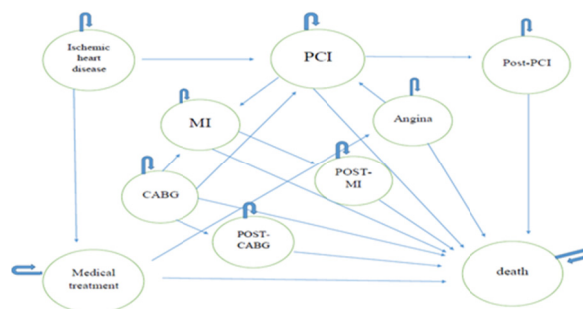 Ischemic
heart
disease
PCI
Post-PCI
MI
Angina
POST-
MI
CABG
POST-
CABG
Medical
treatment
death